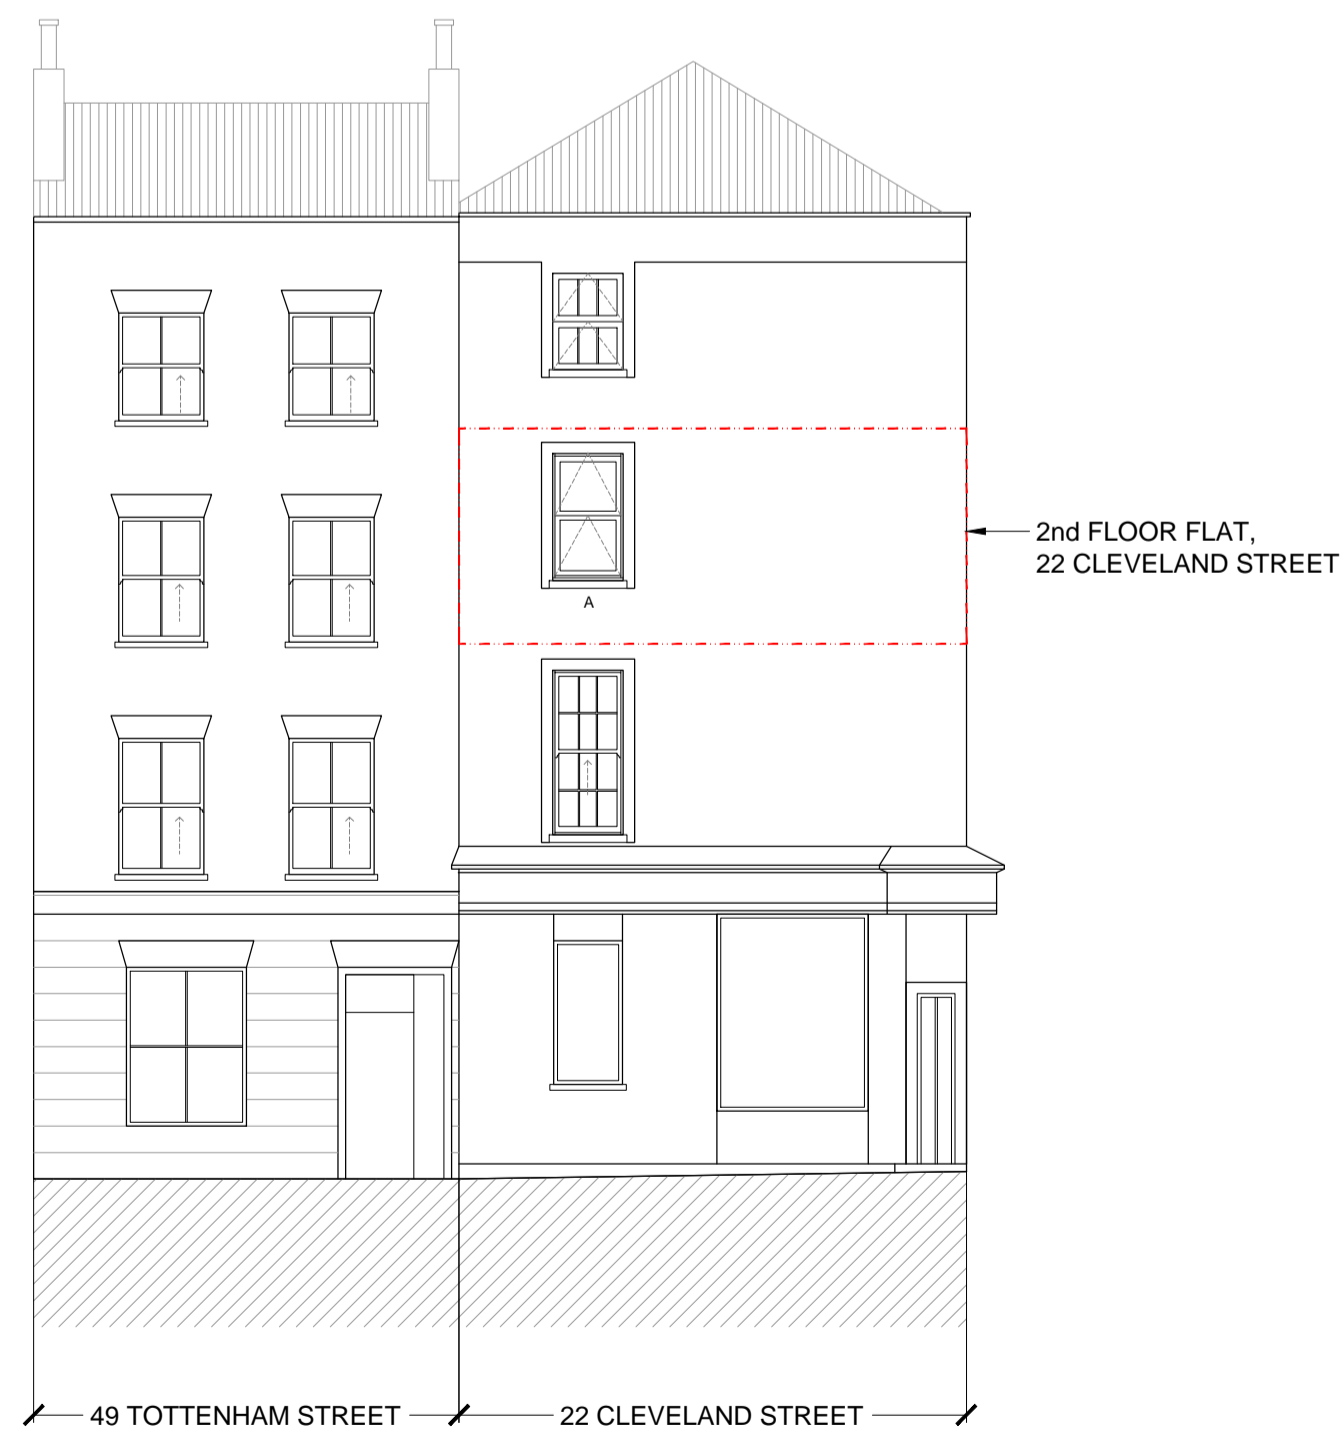 2nd FLOOR FLAT,
22 CLEVELAND STREET
A
49 TOTTENHAM STREET
22 CLEVELAND STREET